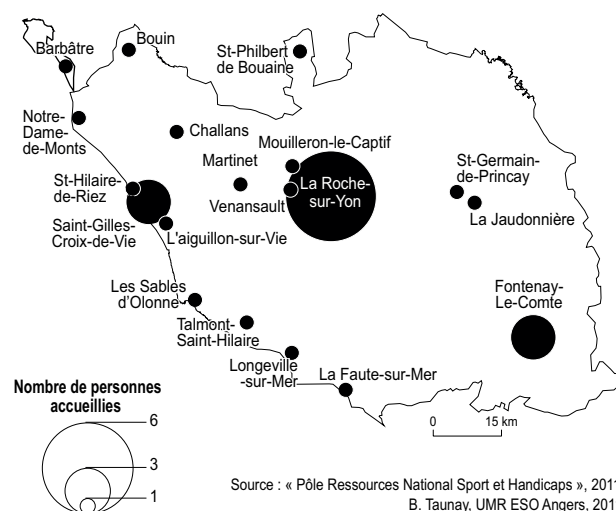 Barbâtre
Bouin
St-Philbert
de Bouaine
Notre-
Dame-
de-Monts
Challans
Mouilleron-le-Captif
Martinet
La Roche-
sur-Yon
St-Germain-
de-Princay
St-Hilaire-
de-Riez
Venansault
La Jaudonnière
Saint-Gilles-
Croix-de-Vie
L'aiguillon-sur-Vie
Les Sables
d'Olonne
Fontenay-
Le-Comte
Talmont-
Saint-Hilaire
Longeville
-sur-Mer
La Faute-sur-Mer
Nombre de personnes
accueillies
6
3
1
0 15 km
Source : « Pôle Ressources National Sport et Handicaps », 2011
B. Taunay, UMR ESO Angers, 201